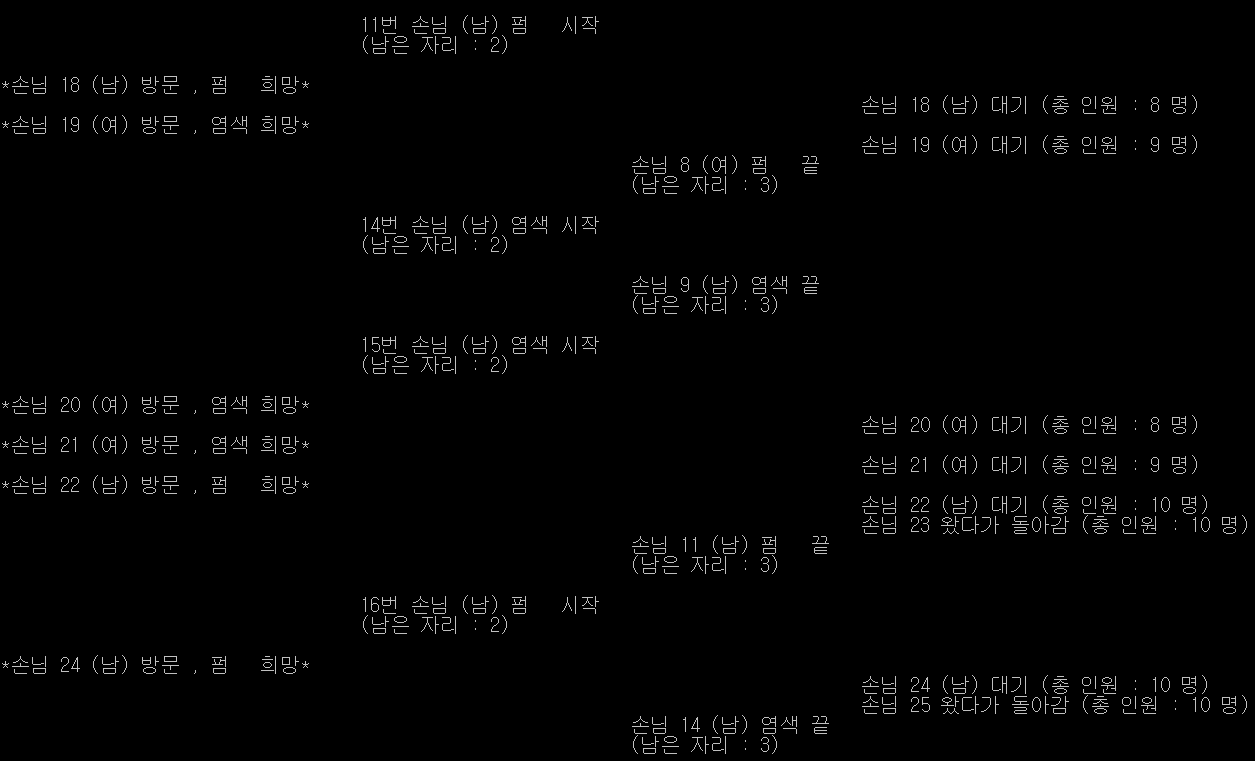 11번 손님 (남) 펌 시작
(남은 자리 : 2)
*손님 18 (남) 방문 , 펌 희망*
손님 18 (남) 대기 (총 인원 : 8 명)
*손님 19 (여) 방문 , 염색 희망*
손님 19 (여) 대기 (총 인원 : 9 명)
손님 8 (여) 펌 끝
(남은 자리 : 3)
14번 손님 (남) 염색 시작
(남은 자리 : 2)
손님 9 (남) 염색 끝
(남은 자리 : 3)
15번 손님 (남) 염색 시작
(남은 자리 : 2)
*손님 20 (여) 방문 , 염색 희망*
손님 20 (여) 대기 (총 인원 : 8 명)
*손님 21 (여) 방문 , 염색 희망*
손님 21 (여) 대기 (총 인원 : 9 명)
*손님 22 (남) 방문 , 펌 희망*
손님 22 (남) 대기 (총 인원 : 10 명)
손님 23 왔다가 돌아감 (총 인원 : 10 명)
손님 11 (남) 펌 끝
(남은 자리 : 3)
16번 손님 (남) 펌 시작
(남은 자리 : 2)
*손님 24 (남) 방문 , 펌 희망*
손님 24 (남) 대기 (총 인원 : 10 명)
손님 25 왔다가 돌아감 (총 인원 : 10 명)
손님 14 (남) 염색 끝
(남은 자리 : 3)